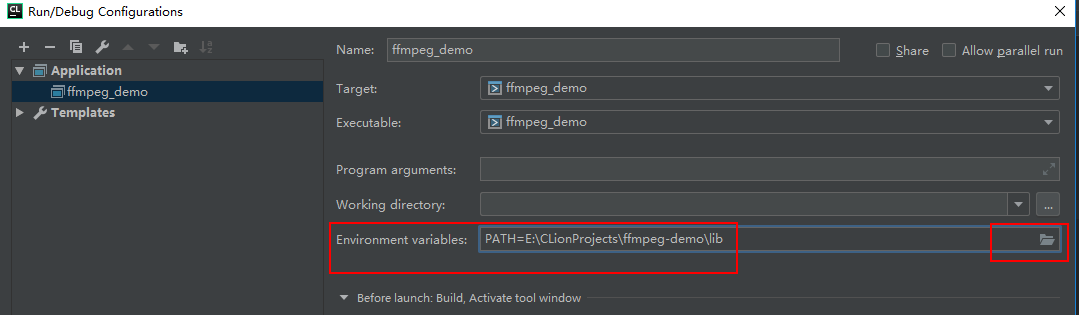 CL Run/Debug Configurations
Name: ffmpeg_demo Share Allow parallel run
Application
ffmpeg_demo
Templates
Target: ffmpeg_demo
Executable: ffmpeg_demo
Program arguments:
Working directory: ...
Environment variables: PATH=E:\CLionProjects\ffmpeg-demo\lib
Before launch: Build, Activate tool window